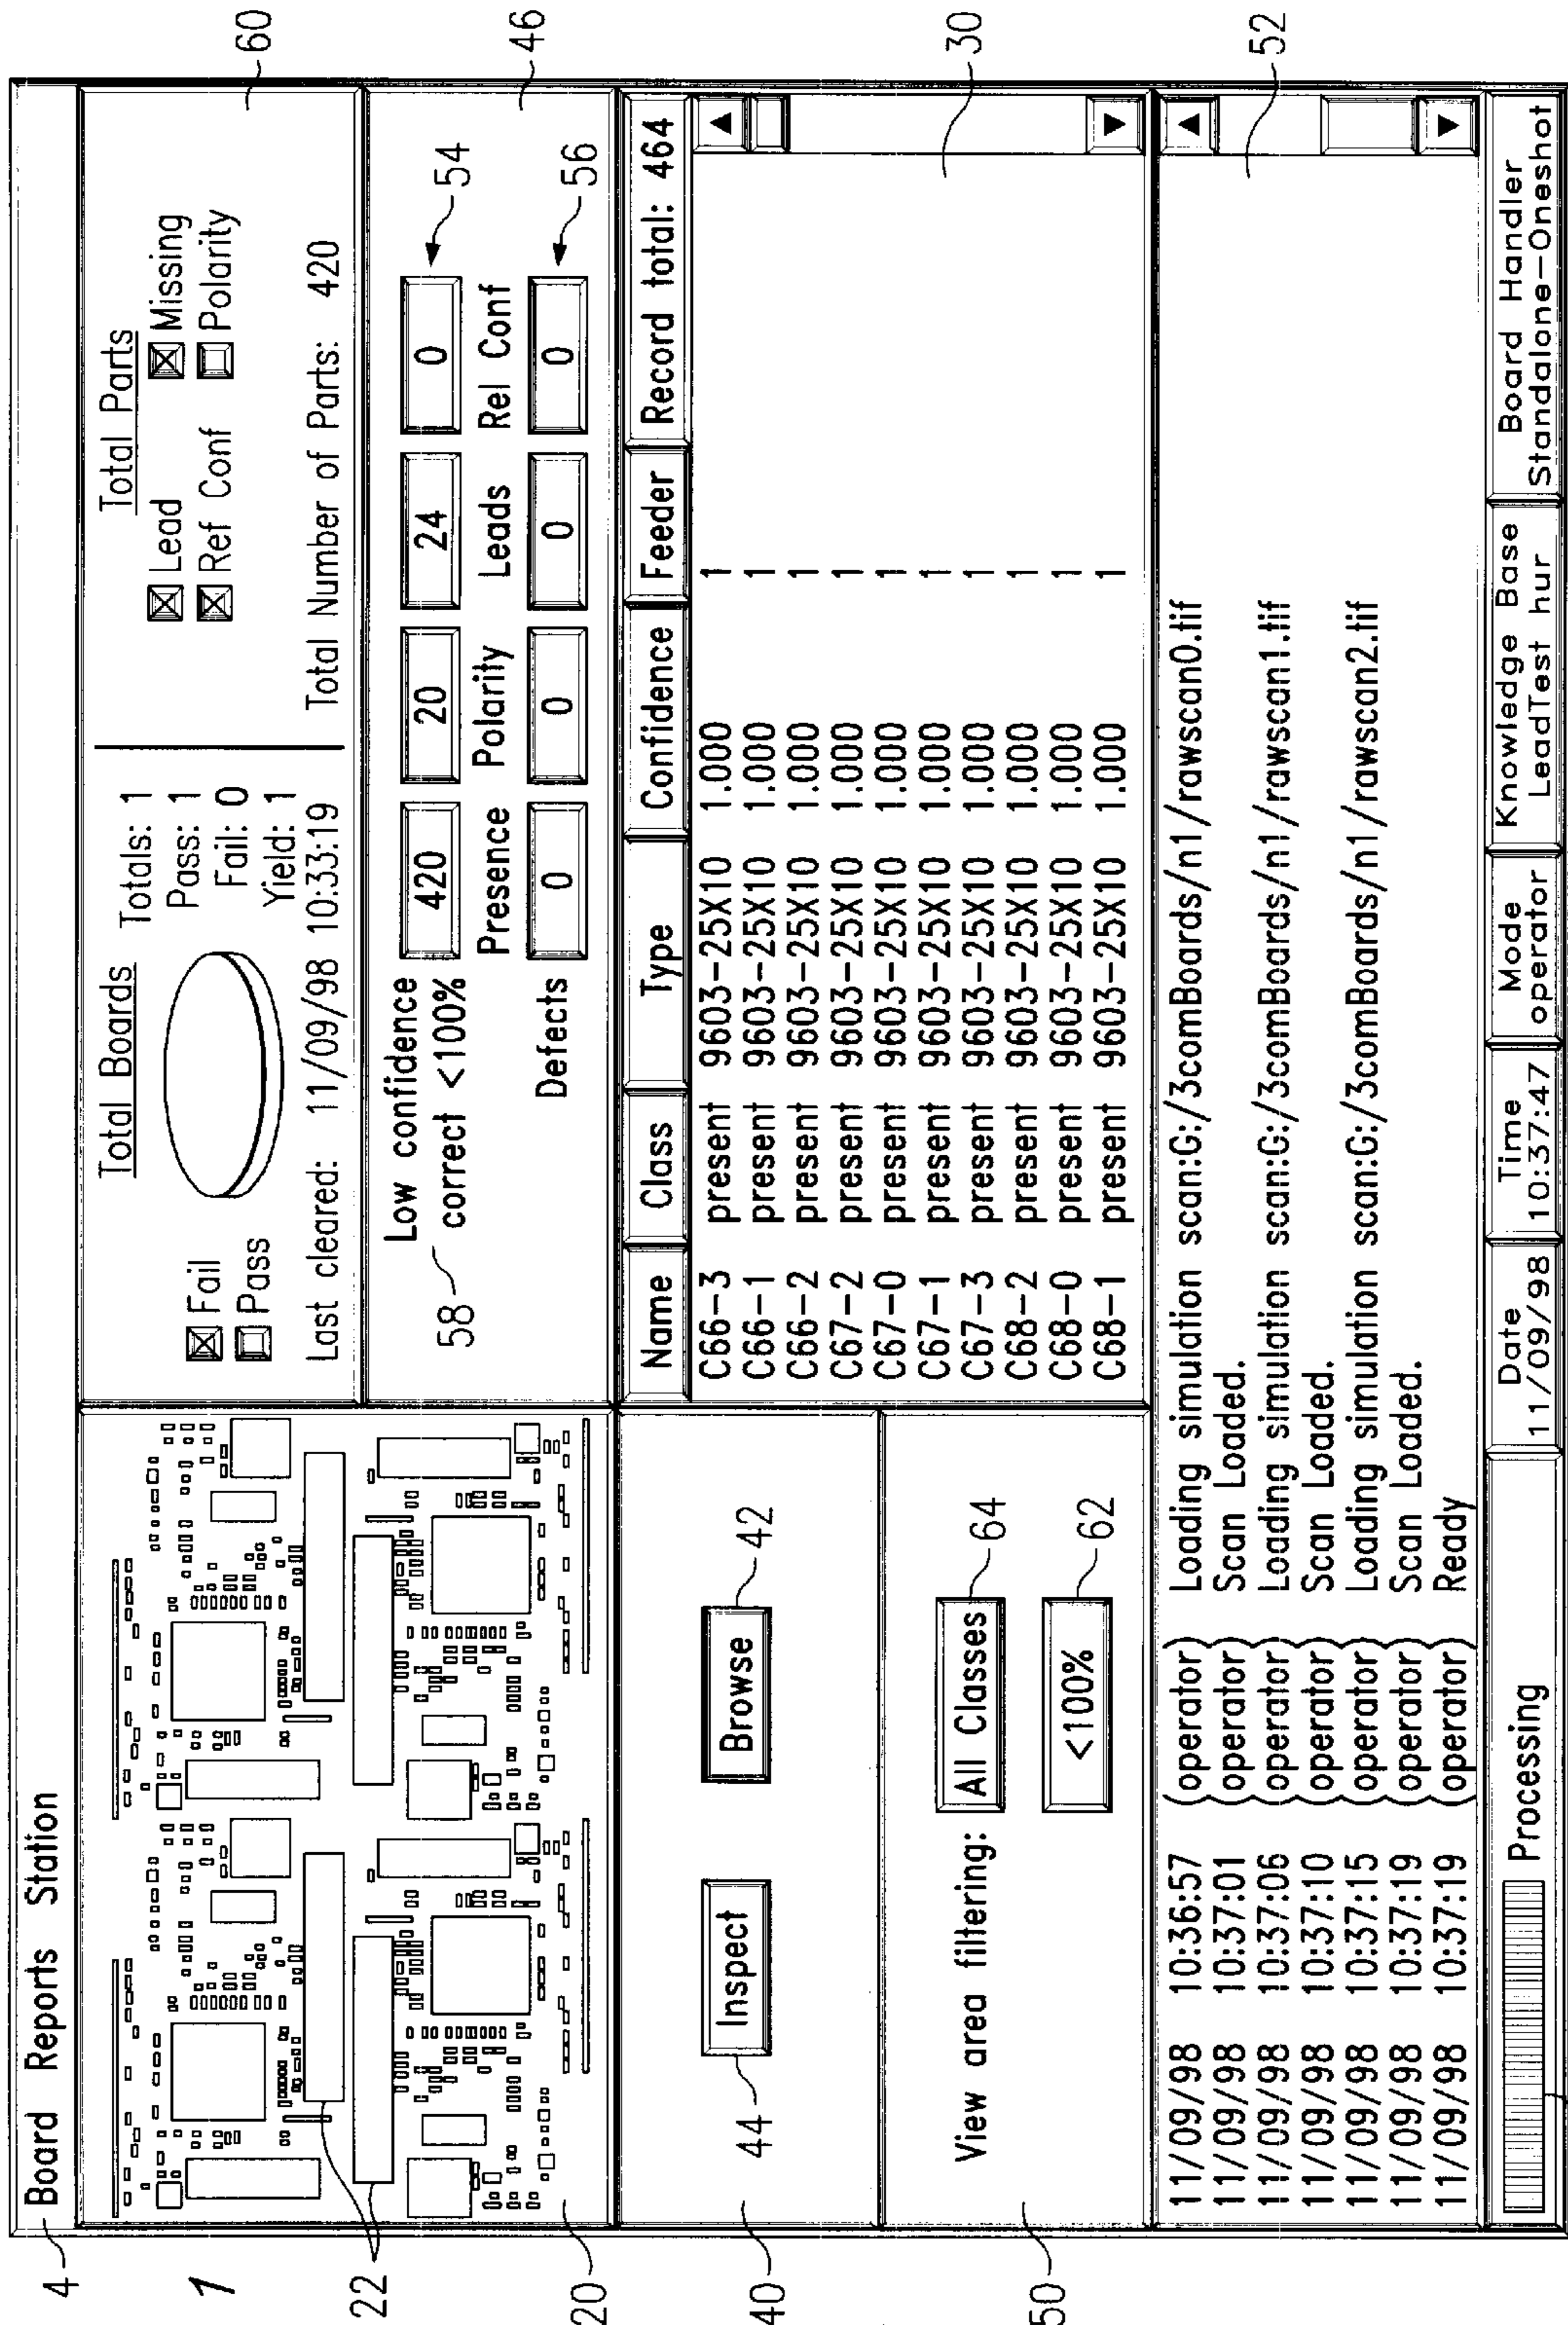 4
Board Reports Station
1
22
20
Total Boards
Fail
Pass
Totals: 1
Pass: 1
Fail: 0
Yield: 1
Last cleared: 11/09/98 10:33:19
Total Parts
Lead
Missing
Ref Conf
Polarity
Total Number of Parts: 420
60
Low confidence
58
correct <100%
420 20 24 0
54
Presence Polarity Leads Rel Conf
Defects 0 0 0 0
56
46
40
44
Inspect
Browse
42
50
View area filtering:
All Classes
64
<100%
62
Name Class Type Confidence Feeder Record total: 464
C66-3 present 9603-25X10 1.000 1
C66-1 present 9603-25X10 1.000 1
C66-2 present 9603-25X10 1.000 1
C67-2 present 9603-25X10 1.000 1
C67-0 present 9603-25X10 1.000 1
C67-1 present 9603-25X10 1.000 1
C67-3 present 9603-25X10 1.000 1
C68-2 present 9603-25X10 1.000 1
C68-0 present 9603-25X10 1.000 1
C68-1 present 9603-25X10 1.000 1
30
11/09/98 10:36:57 (operator) Loading simulation scan:G:/3comBoards/n1/rawscan0.tif
11/09/98 10:37:01 (operator) Scan Loaded.
11/09/98 10:37:06 (operator) Loading simulation scan:G:/3comBoards/n1/rawscan1.tif
11/09/98 10:37:10 (operator) Scan Loaded.
11/09/98 10:37:15 (operator) Loading simulation scan:G:/3comBoards/n1/rawscan2.tif
11/09/98 10:37:19 (operator) Scan Loaded.
11/09/98 10:37:19 (operator) Ready
52
Processing
Date
11/09/98
Time
10:37:47
Mode
operator
Knowledge Base
LeadTest hur
Board Handler
Standalone-Oneshot